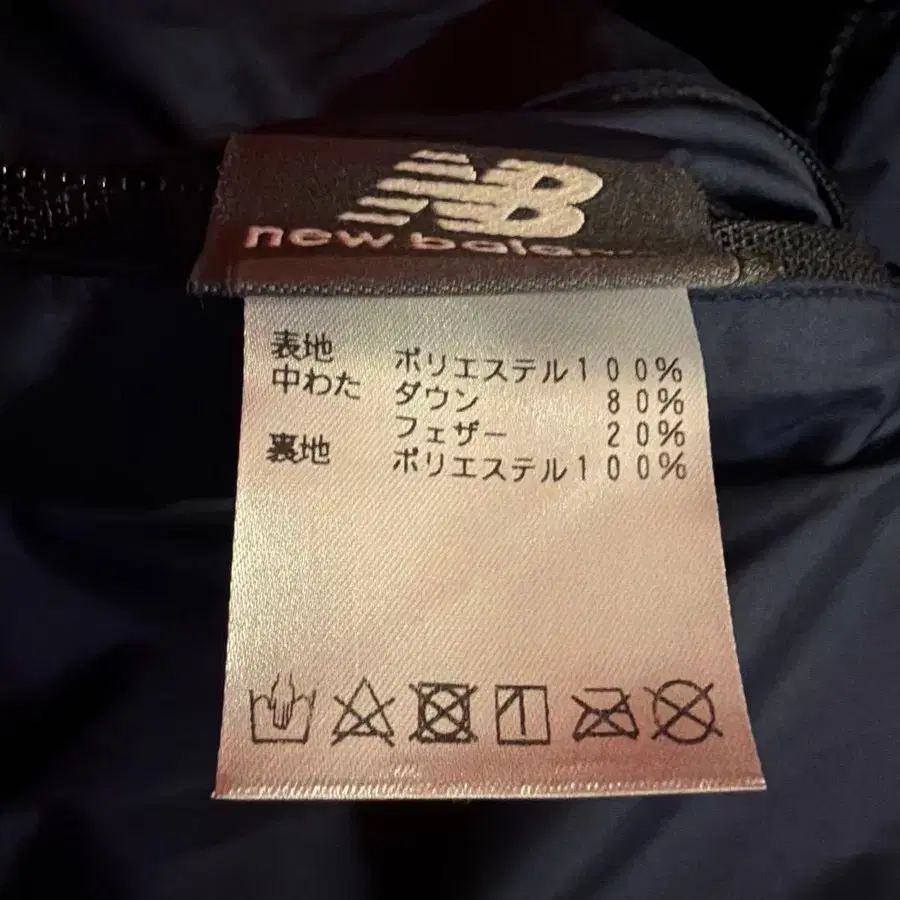 NB
new balance
表地 ポリエステル100%
中わた ダウン 80%
フェザー 20%
裏地 ポリエステル100%